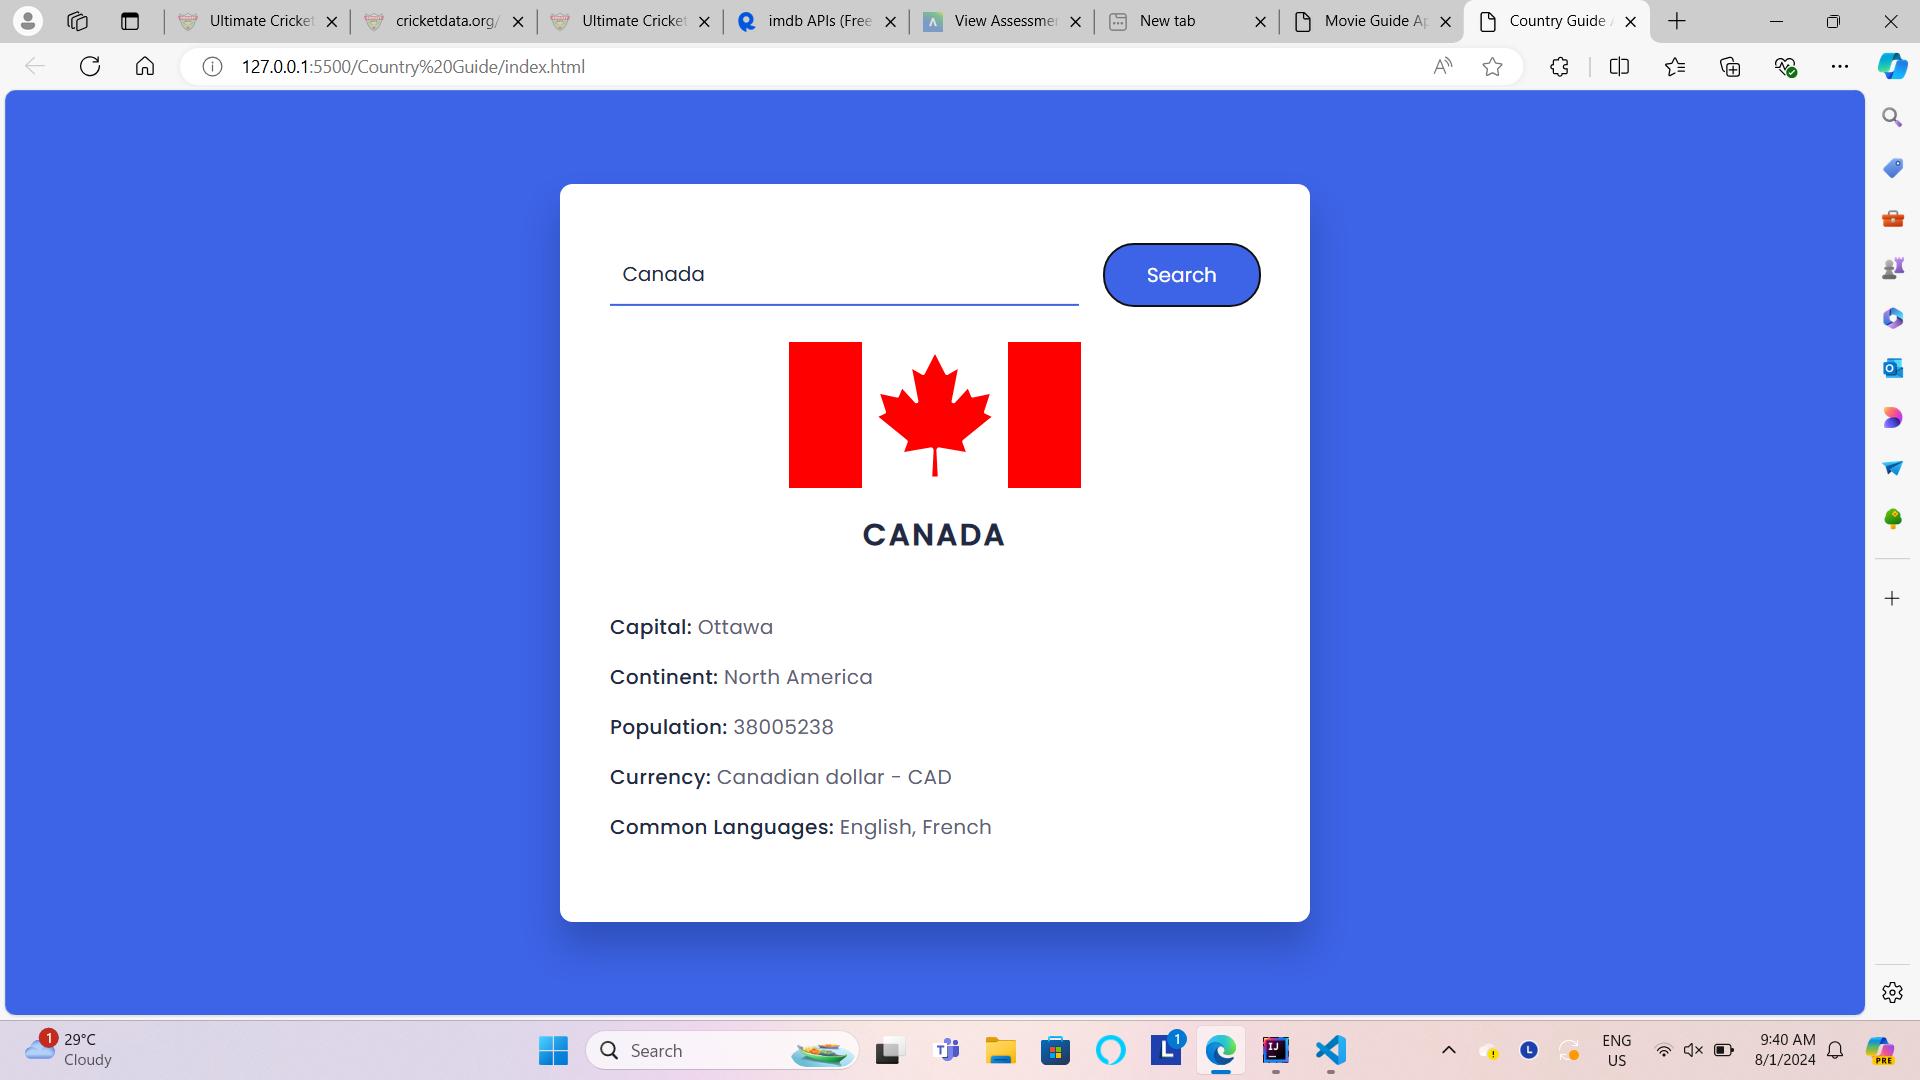 Ultimate Cricket
cricketdata.org/
Ultimate Cricket
imdb APIs (Free
View Assessmen
New tab
Movie Guide Ap
Country Guide A
127.0.0.1:5500/Country%20Guide/index.html
Canada
Search
CANADA
Capital: Ottawa
Continent: North America
Population: 38005238
Currency: Canadian dollar - CAD
Common Languages: English, French
1
29°C
Cloudy
Search
1
ENG
US
9:40 AM
8/1/2024
PRE